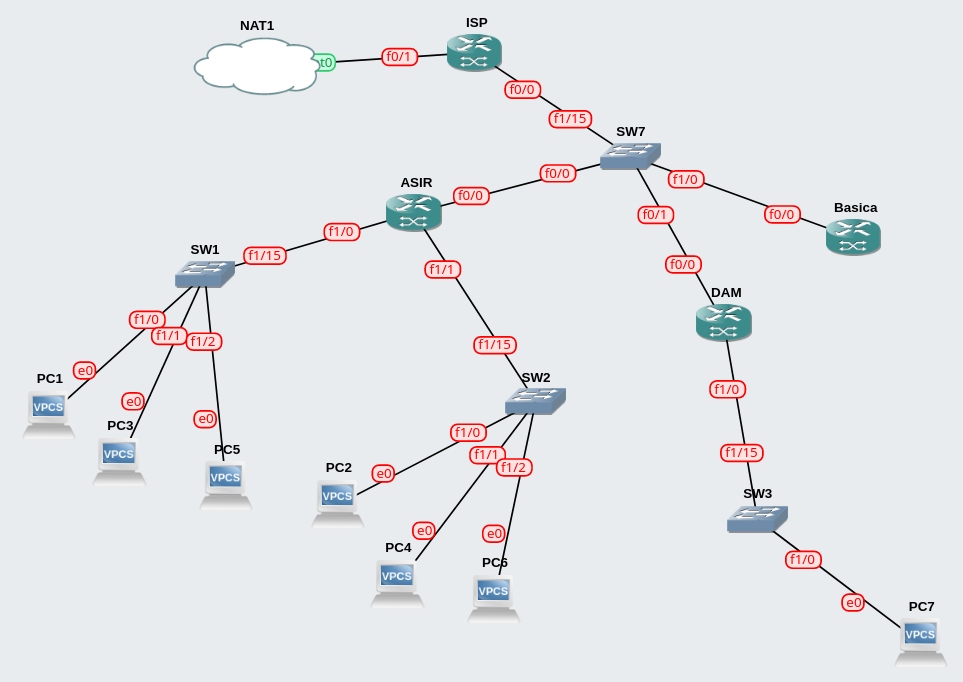 ISP
NAT1
t0
f0/1
f0/0
f1/15
SW7
f0/0
f1/0
ASIR
f0/0
f0/0
Basica
f0/1
f1/0
SW1
f1/15
f1/1
f0/0
DAM
f1/0
f1/1
f1/2
f1/15
PC1
e0
SW2
f1/0
e0
PC3
e0
PC5
f1/0
f1/1
f1/2
f1/15
VPCS
VPCS
VPCS
PC2
e0
VPCS
SW3
e0
e0
PC4
PC6
f1/0
VPCS
VPCS
e0
PC7
VPCS